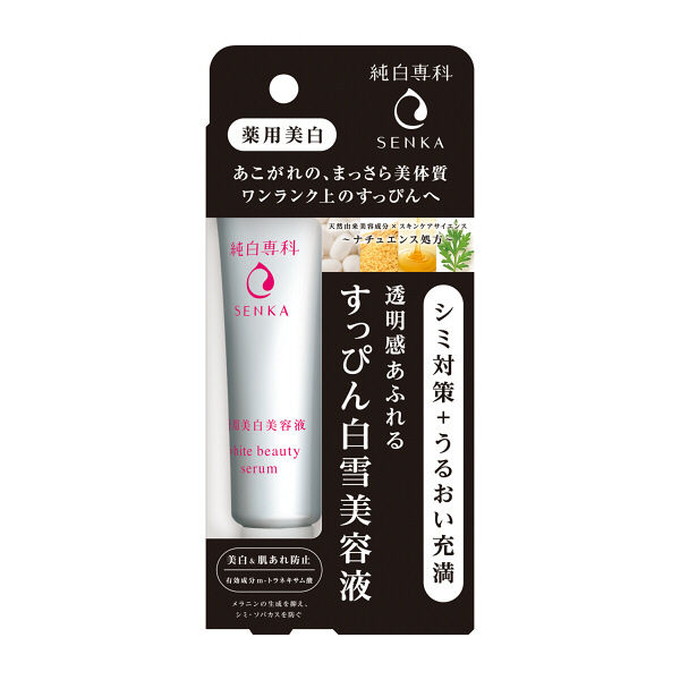 純白専科
SENKA
薬用美白
あこがれの、まっさら美体質
ワンランク上のすっぴんへ
天然由来美容成分×スキンケアサイエンス
~ナチュエンス処方~
純白専科
SENKA
美白美容液
beauty
serum
シミ対策+うるおい充満
透明感あふれる
すっぴん白雪美容液
美白&肌あれ防止
有効成分m-トラネキサム酸
メラニンの生成を抑え、
シミ・ソバカスを防ぐ